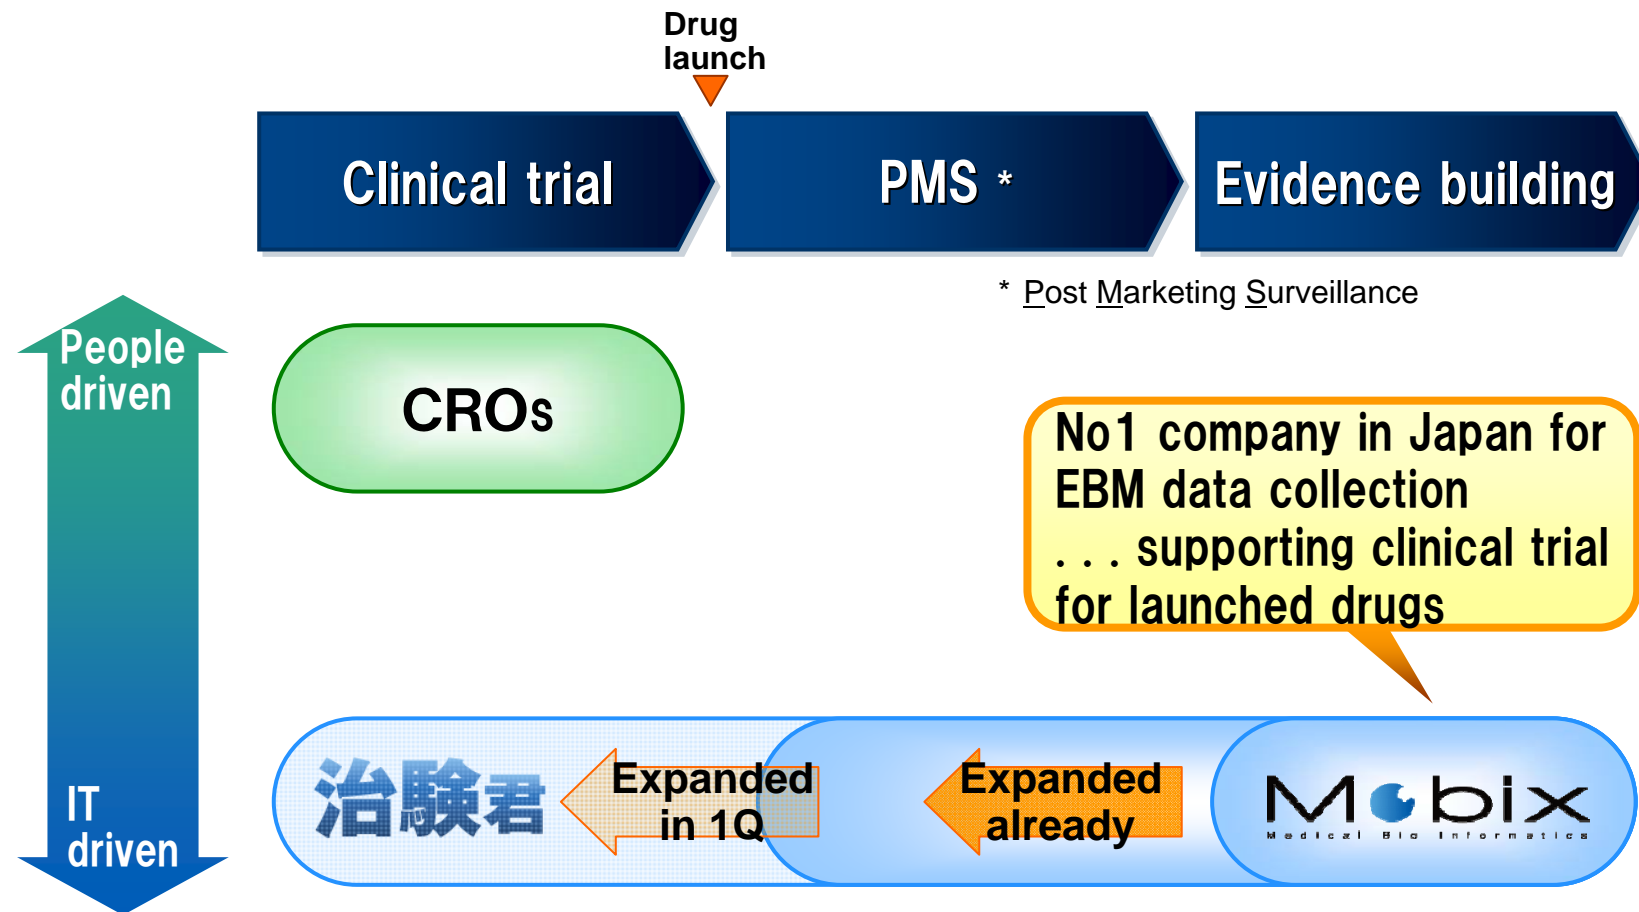 Drug
launch
Clinical trial
PMS *
Evidence building
* Post Marketing Surveillance
People
driven
CROs
No1 company in Japan for
EBM data collection
...supporting clinical trial
for launched drugs
治験君
Expanded
in 1Q
Expanded
already
Mebix
Medical Bio Informatics
IT
driven